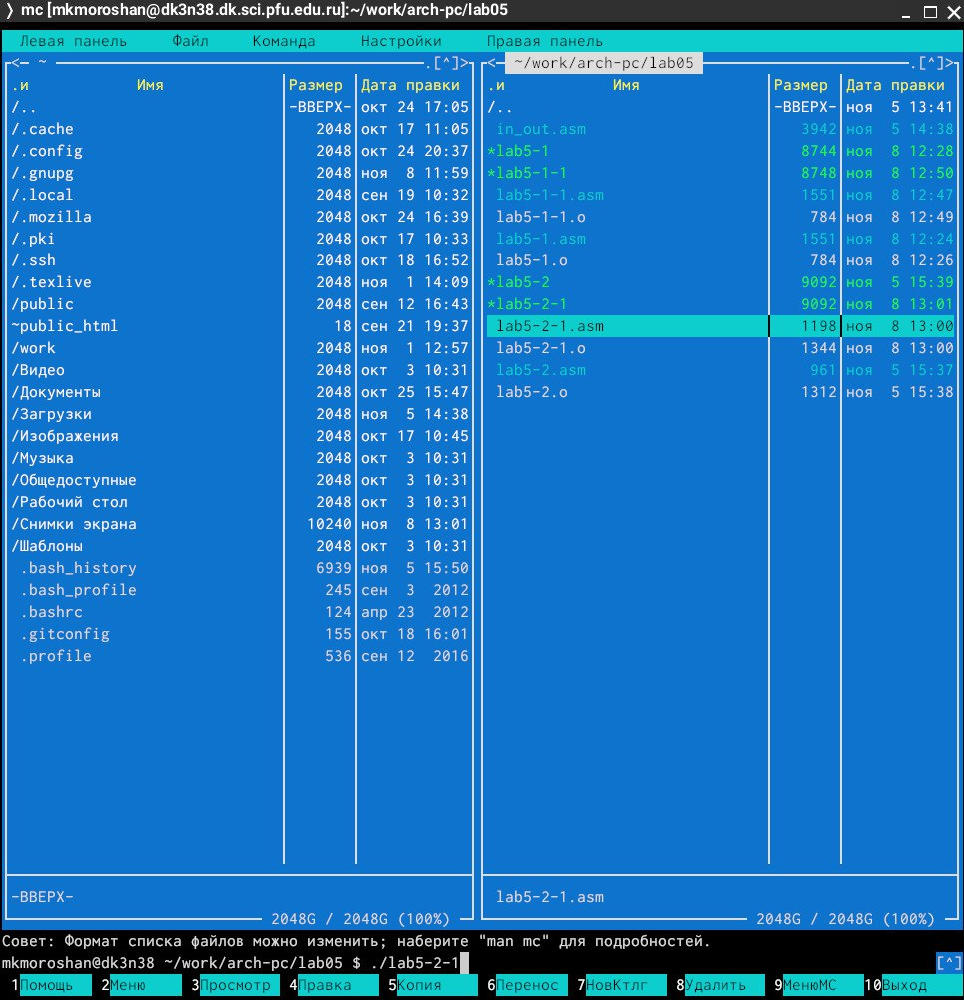 mc [mkmoroshan@dk3n38.dk.sci.pfu.edu.ru]:~/work/arch-pc/lab05
Левая панель Файл Команда Настройки Правая панель
<─ ~ .[^]>
.и Имя Размер Дата правки
/.. -ВВЕРХ- окт 24 17:05
/.cache 2048 окт 17 11:05
/.config 2048 окт 24 20:37
/.gnupg 2048 ноя 8 11:59
/.local 2048 сен 19 10:32
/.mozilla 2048 окт 24 16:39
/.pki 2048 окт 17 10:33
/.ssh 2048 окт 18 16:52
/.texlive 2048 ноя 1 14:09
/public 2048 сен 12 16:43
~public_html 18 сен 21 19:37
/work 2048 ноя 1 12:57
/Видео 2048 окт 3 10:31
/Документы 2048 окт 25 15:47
/Загрузки 2048 ноя 5 14:38
/Изображения 2048 окт 17 10:45
/Музыка 2048 окт 3 10:31
/Общедоступные 2048 окт 3 10:31
/Рабочий стол 2048 окт 3 10:31
/Снимки экрана 10240 ноя 8 13:01
/Шаблоны 2048 окт 3 10:31
.bash_history 6939 ноя 5 15:50
.bash_profile 245 сен 3 2012
.bashrc 124 апр 23 2012
.gitconfig 155 окт 18 16:01
.profile 536 сен 12 2016
-ВВЕРХ-
2048G / 2048G (100%)
<─ ~/work/arch-pc/lab05 .[^]>
.и Имя Размер Дата правки
/.. -ВВЕРХ- ноя 5 13:41
in_out.asm 3942 ноя 5 14:38
*lab5-1 8744 ноя 8 12:28
*lab5-1-1 8748 ноя 8 12:50
lab5-1-1.asm 1551 ноя 8 12:47
lab5-1-1.o 784 ноя 8 12:49
lab5-1.asm 1551 ноя 8 12:24
lab5-1.o 784 ноя 8 12:26
*lab5-2 9092 ноя 5 15:39
*lab5-2-1 9092 ноя 8 13:01
lab5-2-1.asm 1198 ноя 8 13:00
lab5-2-1.o 1344 ноя 8 13:00
lab5-2.asm 961 ноя 5 15:37
lab5-2.o 1312 ноя 5 15:38
lab5-2-1.asm
2048G / 2048G (100%)
Совет: Формат списка файлов можно изменить; наберите "man mc" для подробностей.
mkmoroshan@dk3n38 ~/work/arch-pc/lab05 $ ./lab5-2-1 [^]
1Помощь 2Меню 3Просмотр 4Правка 5Копия 6Перенос 7НовКтлг 8Удалить 9МенюMC 10Выход